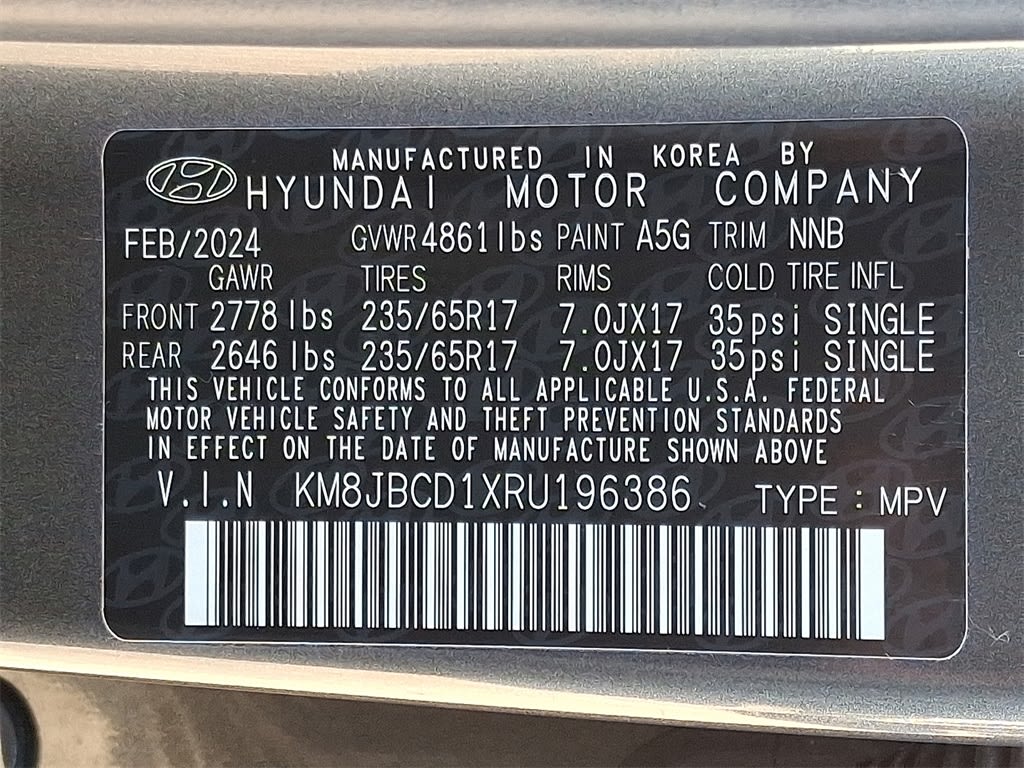 MANUFACTURED IN KOREA BY
HYUNDAI MOTOR COMPANY
FEB/2024 GVWR 4861lbs PAINT A5G TRIM NNB
GAWR TIRES RIMS COLD TIRE INFL
FRONT 2778 lbs 235/65R17 7.0JX17 35psi SINGLE
REAR 2646 lbs 235/65R17 7.0JX17 35psi SINGLE
THIS VEHICLE CONFORMS TO ALL APPLICABLE U.S.A. FEDERAL
MOTOR VEHICLE SAFETY AND THEFT PREVENTION STANDARDS
IN EFFECT ON THE DATE OF MANUFACTURE SHOWN ABOVE
V.I.N KM8JBCD1XRU196386 TYPE : MPV